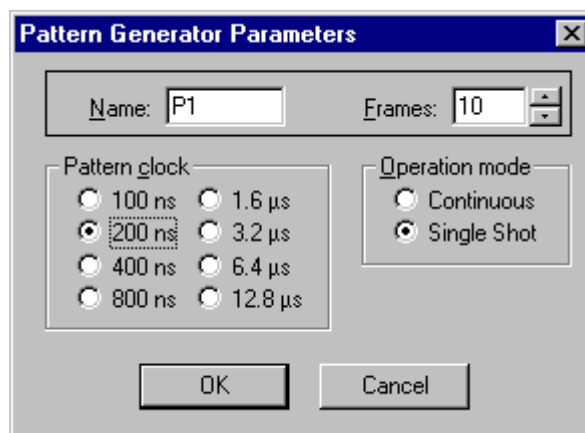 Pattern Generator Parameters
Name: P1 Frames: 10
Pattern clock
100 ns 1.6 µs
200 ns 3.2 µs
400 ns 6.4 µs
800 ns 12.8 µs
Operation mode
Continuous
Single Shot
OK Cancel